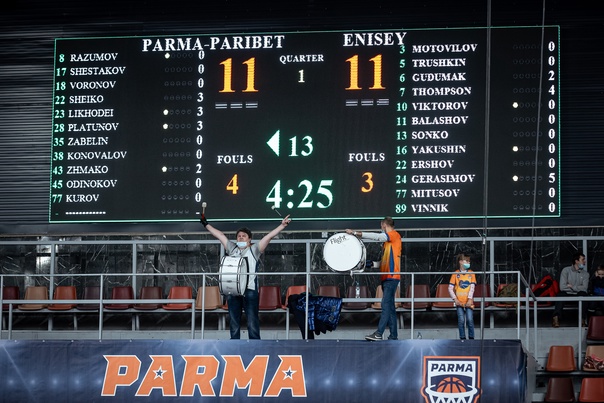 PARMA-PARIBET
ENISEY
QUARTER
1
11
11
8 RAZUMOV 0
17 SHESTAKOV 0
18 VORONOV 0
22 SHEIKO 3
23 LIKHODEI 3
28 PLATUNOV 3
35 ZABELIN 0
38 KONOVALOV 0
43 ZHMAKO 2
45 ODINOKOV 0
77 KUROV 0
3 MOTOVILOV 0
5 TRUSHKIN 0
6 GUDUMAK 2
7 THOMPSON 4
10 VIKTOROV 0
11 BALASHOV 0
13 SONKO 0
16 YAKUSHIN 0
22 ERSHOV 0
24 GERASIMOV 5
77 MITUSOV 0
89 VINNIK 0
13
FOULS
4
FOULS
3
4:25
Flight
PARMA
PARMA
BASKETBALL